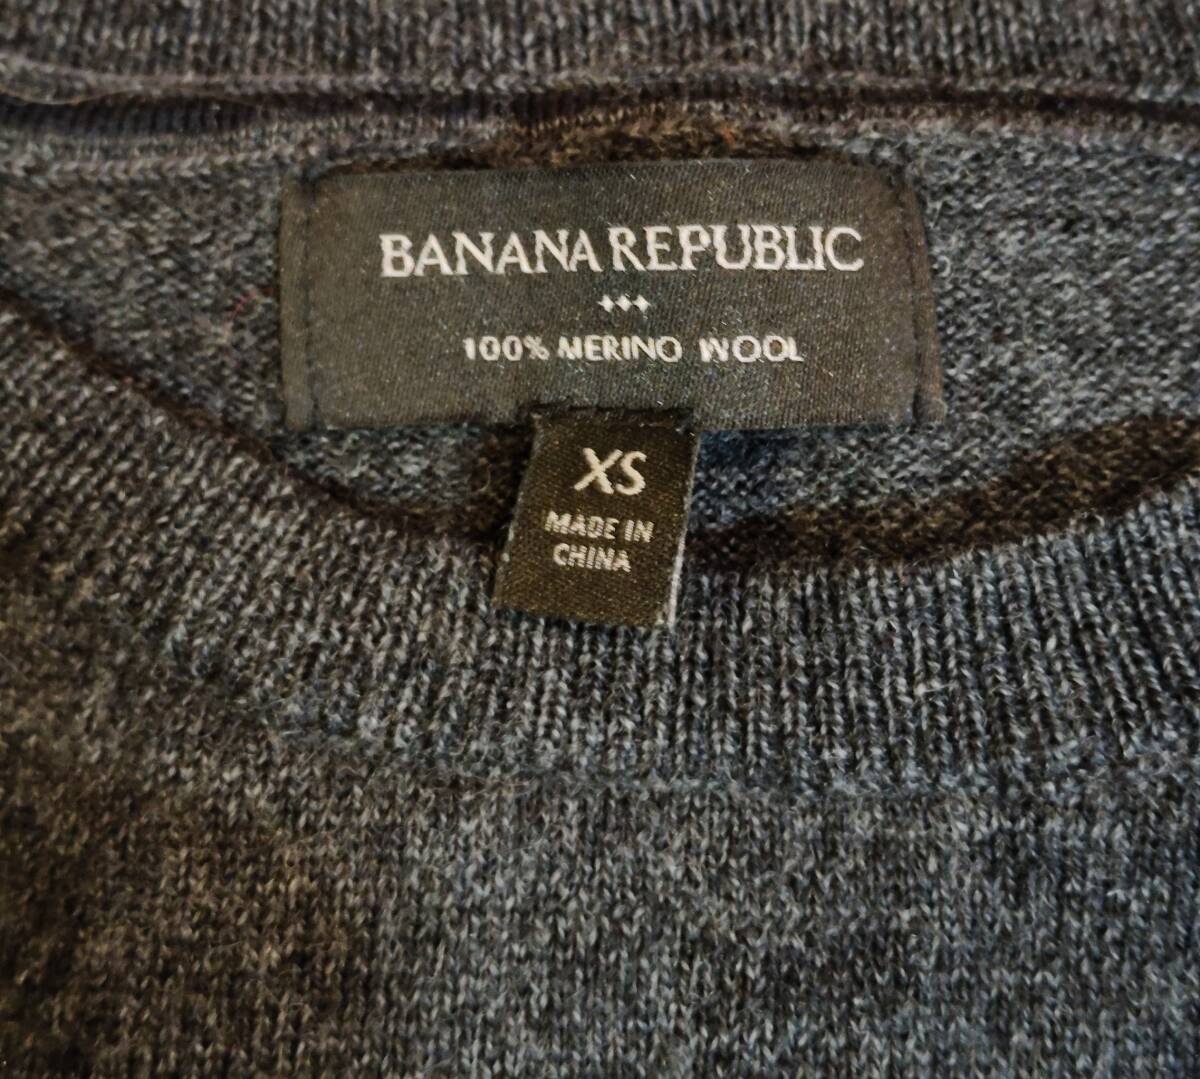 BANANA REPUBLIC
100% MERINO WOOL
XS
MADE IN
CHINA